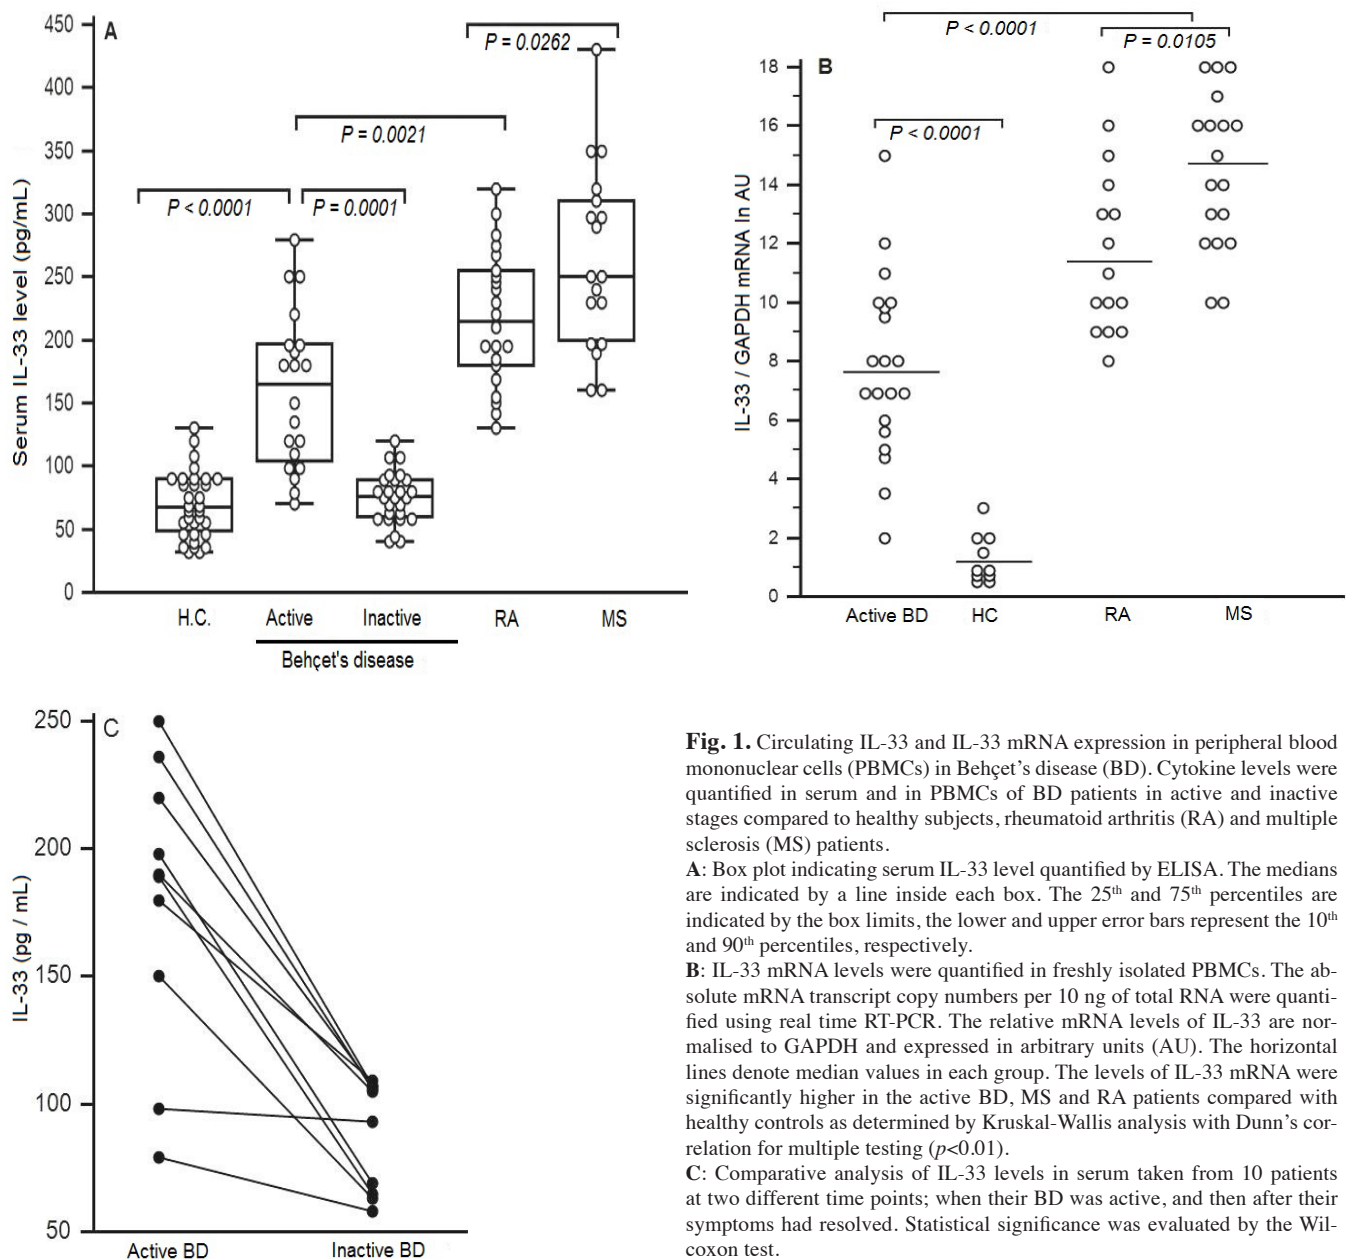 A
450
400
350
300
250
200
150
100
50
0
Serum IL-33 level (pg/mL)
P < 0.0001
P = 0.0001
P = 0.0021
P = 0.0262
H.C.
Active
Inactive
RA
MS
Behçet's disease
B
18
16
14
12
10
8
6
4
2
0
IL-33 / GAPDH mRNA In AU
P < 0.0001
P = 0.0105
P < 0.0001
Active BD
HC
RA
MS
C
250
200
150
100
50
IL-33 (pg / mL)
Active BD
Inactive BD
Fig. 1. Circulating IL-33 and IL-33 mRNA expression in peripheral blood
mononuclear cells (PBMCs) in Behçet’s disease (BD). Cytokine levels were
quantified in serum and in PBMCs of BD patients in active and inactive
stages compared to healthy subjects, rheumatoid arthritis (RA) and multiple
sclerosis (MS) patients.
A: Box plot indicating serum IL-33 level quantified by ELISA. The medians
are indicated by a line inside each box. The 25th and 75th percentiles are
indicated by the box limits, the lower and upper error bars represent the 10th
and 90th percentiles, respectively.
B: IL-33 mRNA levels were quantified in freshly isolated PBMCs. The ab-
solute mRNA transcript copy numbers per 10 ng of total RNA were quanti-
fied using real time RT-PCR. The relative mRNA levels of IL-33 are nor-
malised to GAPDH and expressed in arbitrary units (AU). The horizontal
lines denote median values in each group. The levels of IL-33 mRNA were
significantly higher in the active BD, MS and RA patients compared with
healthy controls as determined by Kruskal-Wallis analysis with Dunn’s cor-
relation for multiple testing (p<0.01).
C: Comparative analysis of IL-33 levels in serum taken from 10 patients
at two different time points; when their BD was active, and then after their
symptoms had resolved. Statistical significance was evaluated by the Wil-
coxon test.